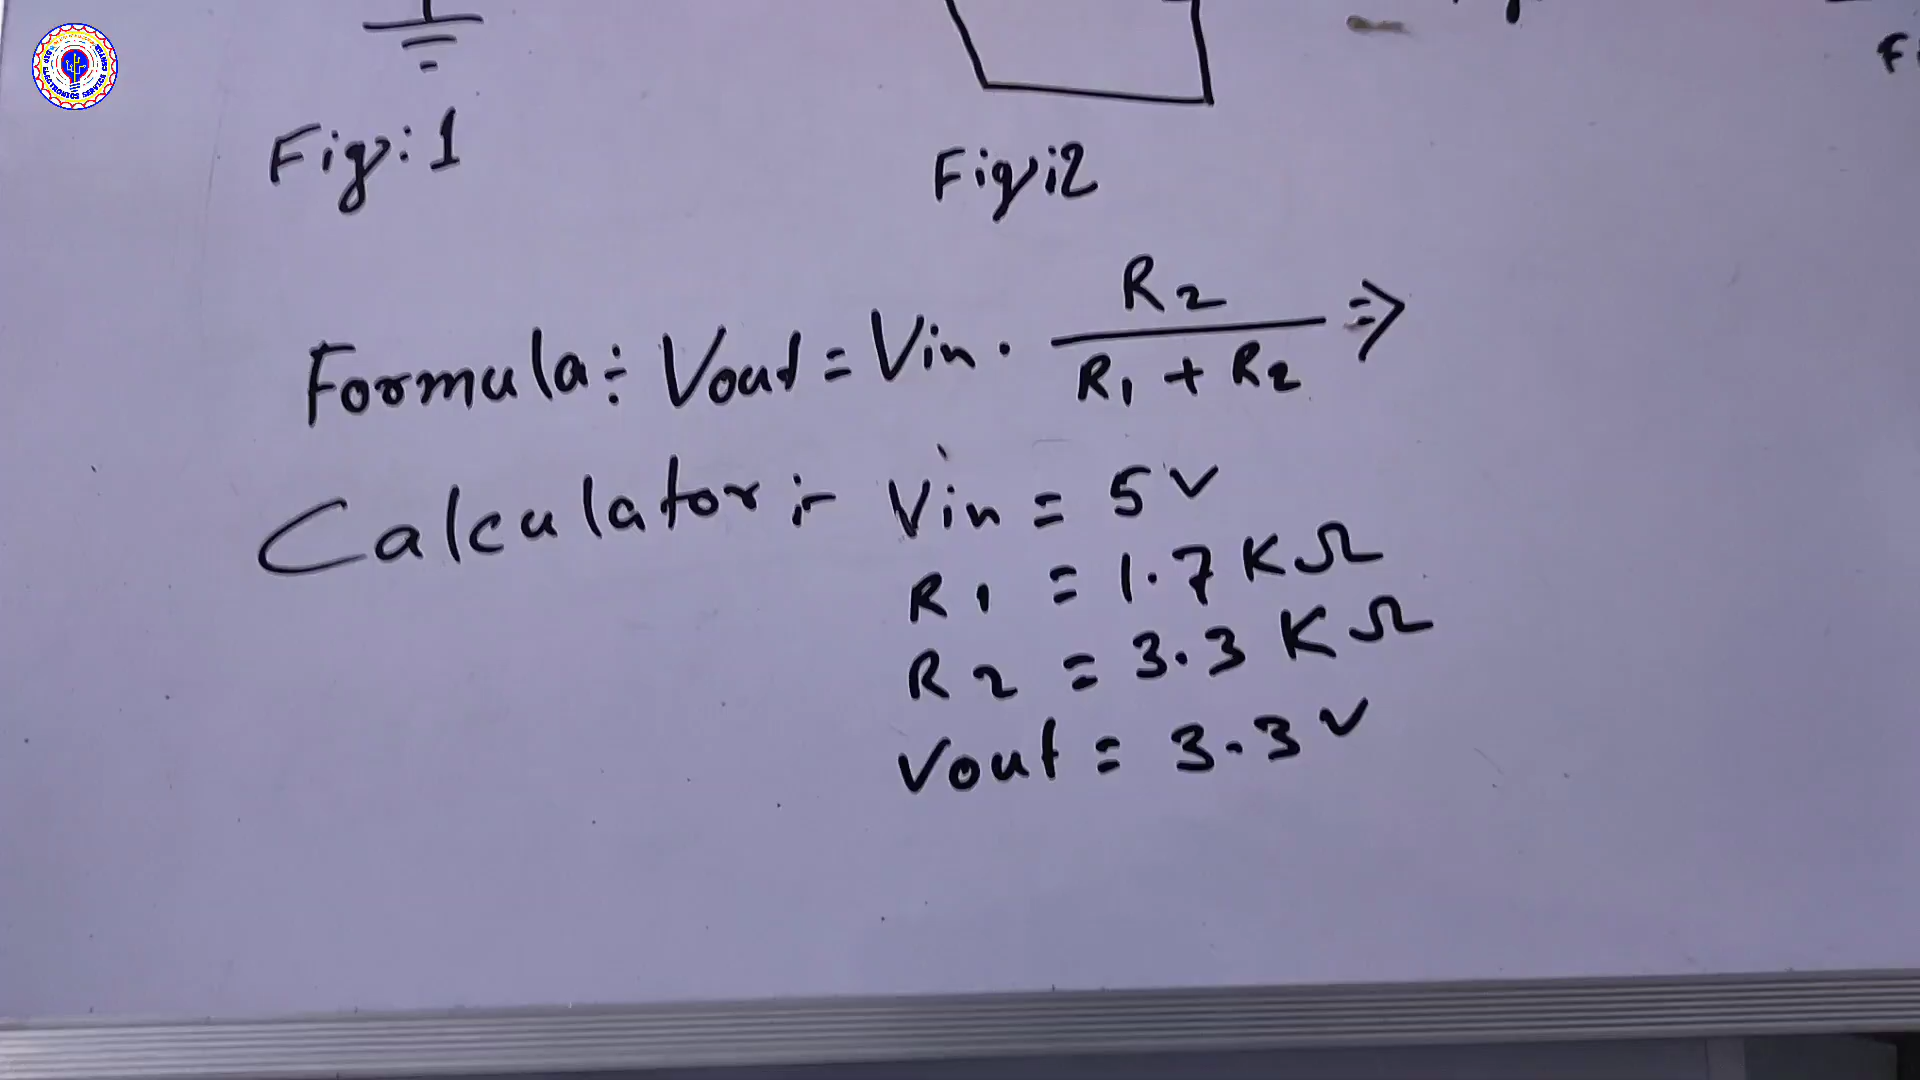 Fig:1
Fig:2
Formula÷ Vout = Vin · R2 / (R1 + R2) ⇒
Calculator :- Vin = 5V
R1 = 1.7 KΩ
R2 = 3.3 KΩ
Vout = 3.3V